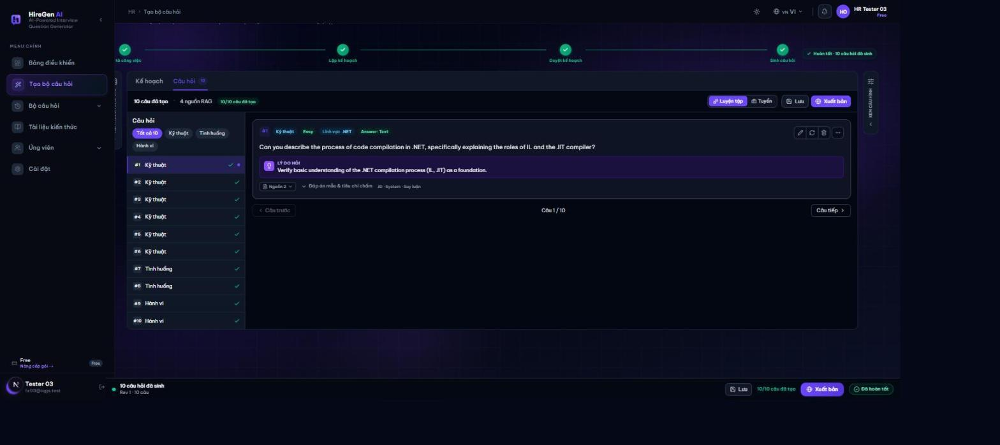 HireGen AI
AI-Powered Interview
Question Generator
MENU CHÍNH
Bảng điều khiển
Tạo bộ câu hỏi
Bộ câu hỏi
Tài liệu kiến thức
Ứng viên
Cài đặt
Free
Nâng cấp gói →
Free
N
Tester 03
hr03@iqgs.test
HR › Tạo bộ câu hỏi
VN VI
H0
HR Tester 03
Free
tả công việc
Lập kế hoạch
Duyệt kế hoạch
Sinh câu hỏi
Hoàn tất · 10 câu hỏi đã sinh
Kế hoạch
Câu hỏi 10
10 câu đã tạo · 4 nguồn RAG 10/10 câu đã tạo
Luyện tập
Tuyển
Lưu
Xuất bản
XEM CẤU HÌNH
Câu hỏi
Tất cả 10
Kỹ thuật
Tình huống
Hành vi
#1 Kỹ thuật
#2 Kỹ thuật
#3 Kỹ thuật
#4 Kỹ thuật
#5 Kỹ thuật
#6 Kỹ thuật
#7 Tình huống
#8 Tình huống
#9 Hành vi
#10 Hành vi
#1 Kỹ thuật Easy Lĩnh vực .NET Answer: Text
Can you describe the process of code compilation in .NET, specifically explaining the roles of IL and the JIT compiler?
LÝ DO HỎI
Verify basic understanding of the .NET compilation process (IL, JIT) as a foundation.
Nguồn 2
Đáp án mẫu & tiêu chí chấm
JD · System · Suy luận
Câu trước
Câu 1 / 10
Câu tiếp
10 câu hỏi đã sinh
Rev 1 · 10 câu
Lưu
10/10 câu đã tạo
Xuất bản
Đã hoàn tất